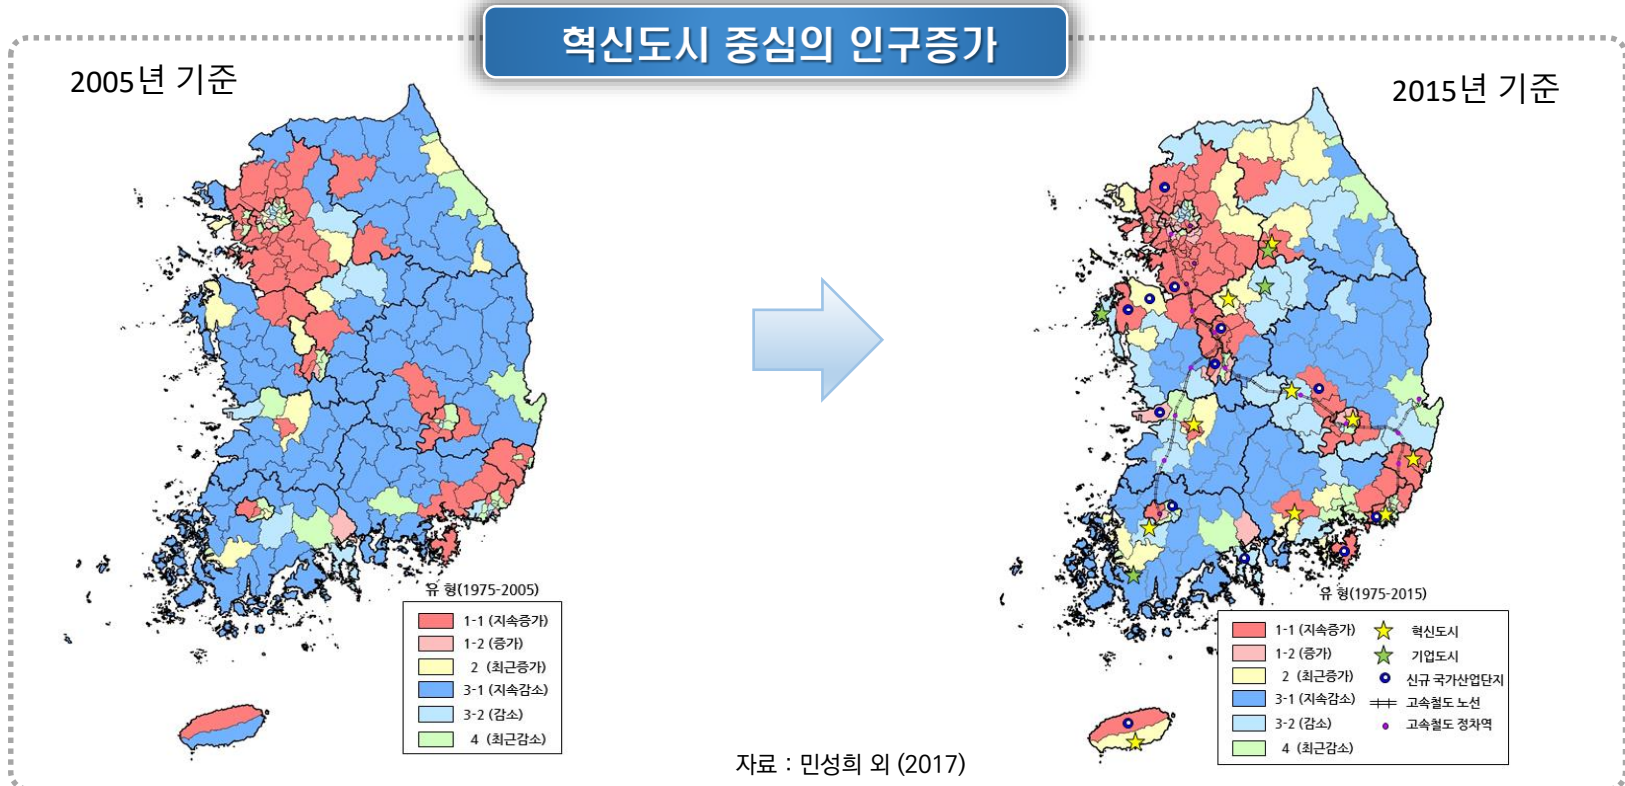 혁신도시 중심의 인구증가
2005년 기준
2015년 기준
유 형(1975-2005)
1-1 (지속증가)
1-2 (증가)
2 (최근증가)
3-1 (지속감소)
3-2 (감소)
4 (최근감소)
유 형(1975-2015)
1-1 (지속증가)
1-2 (증가)
2 (최근증가)
3-1 (지속감소)
3-2 (감소)
4 (최근감소)
혁신도시
기업도시
신규 국가산업단지
고속철도 노선
고속철도 정차역
자료 : 민성희 외 (2017)